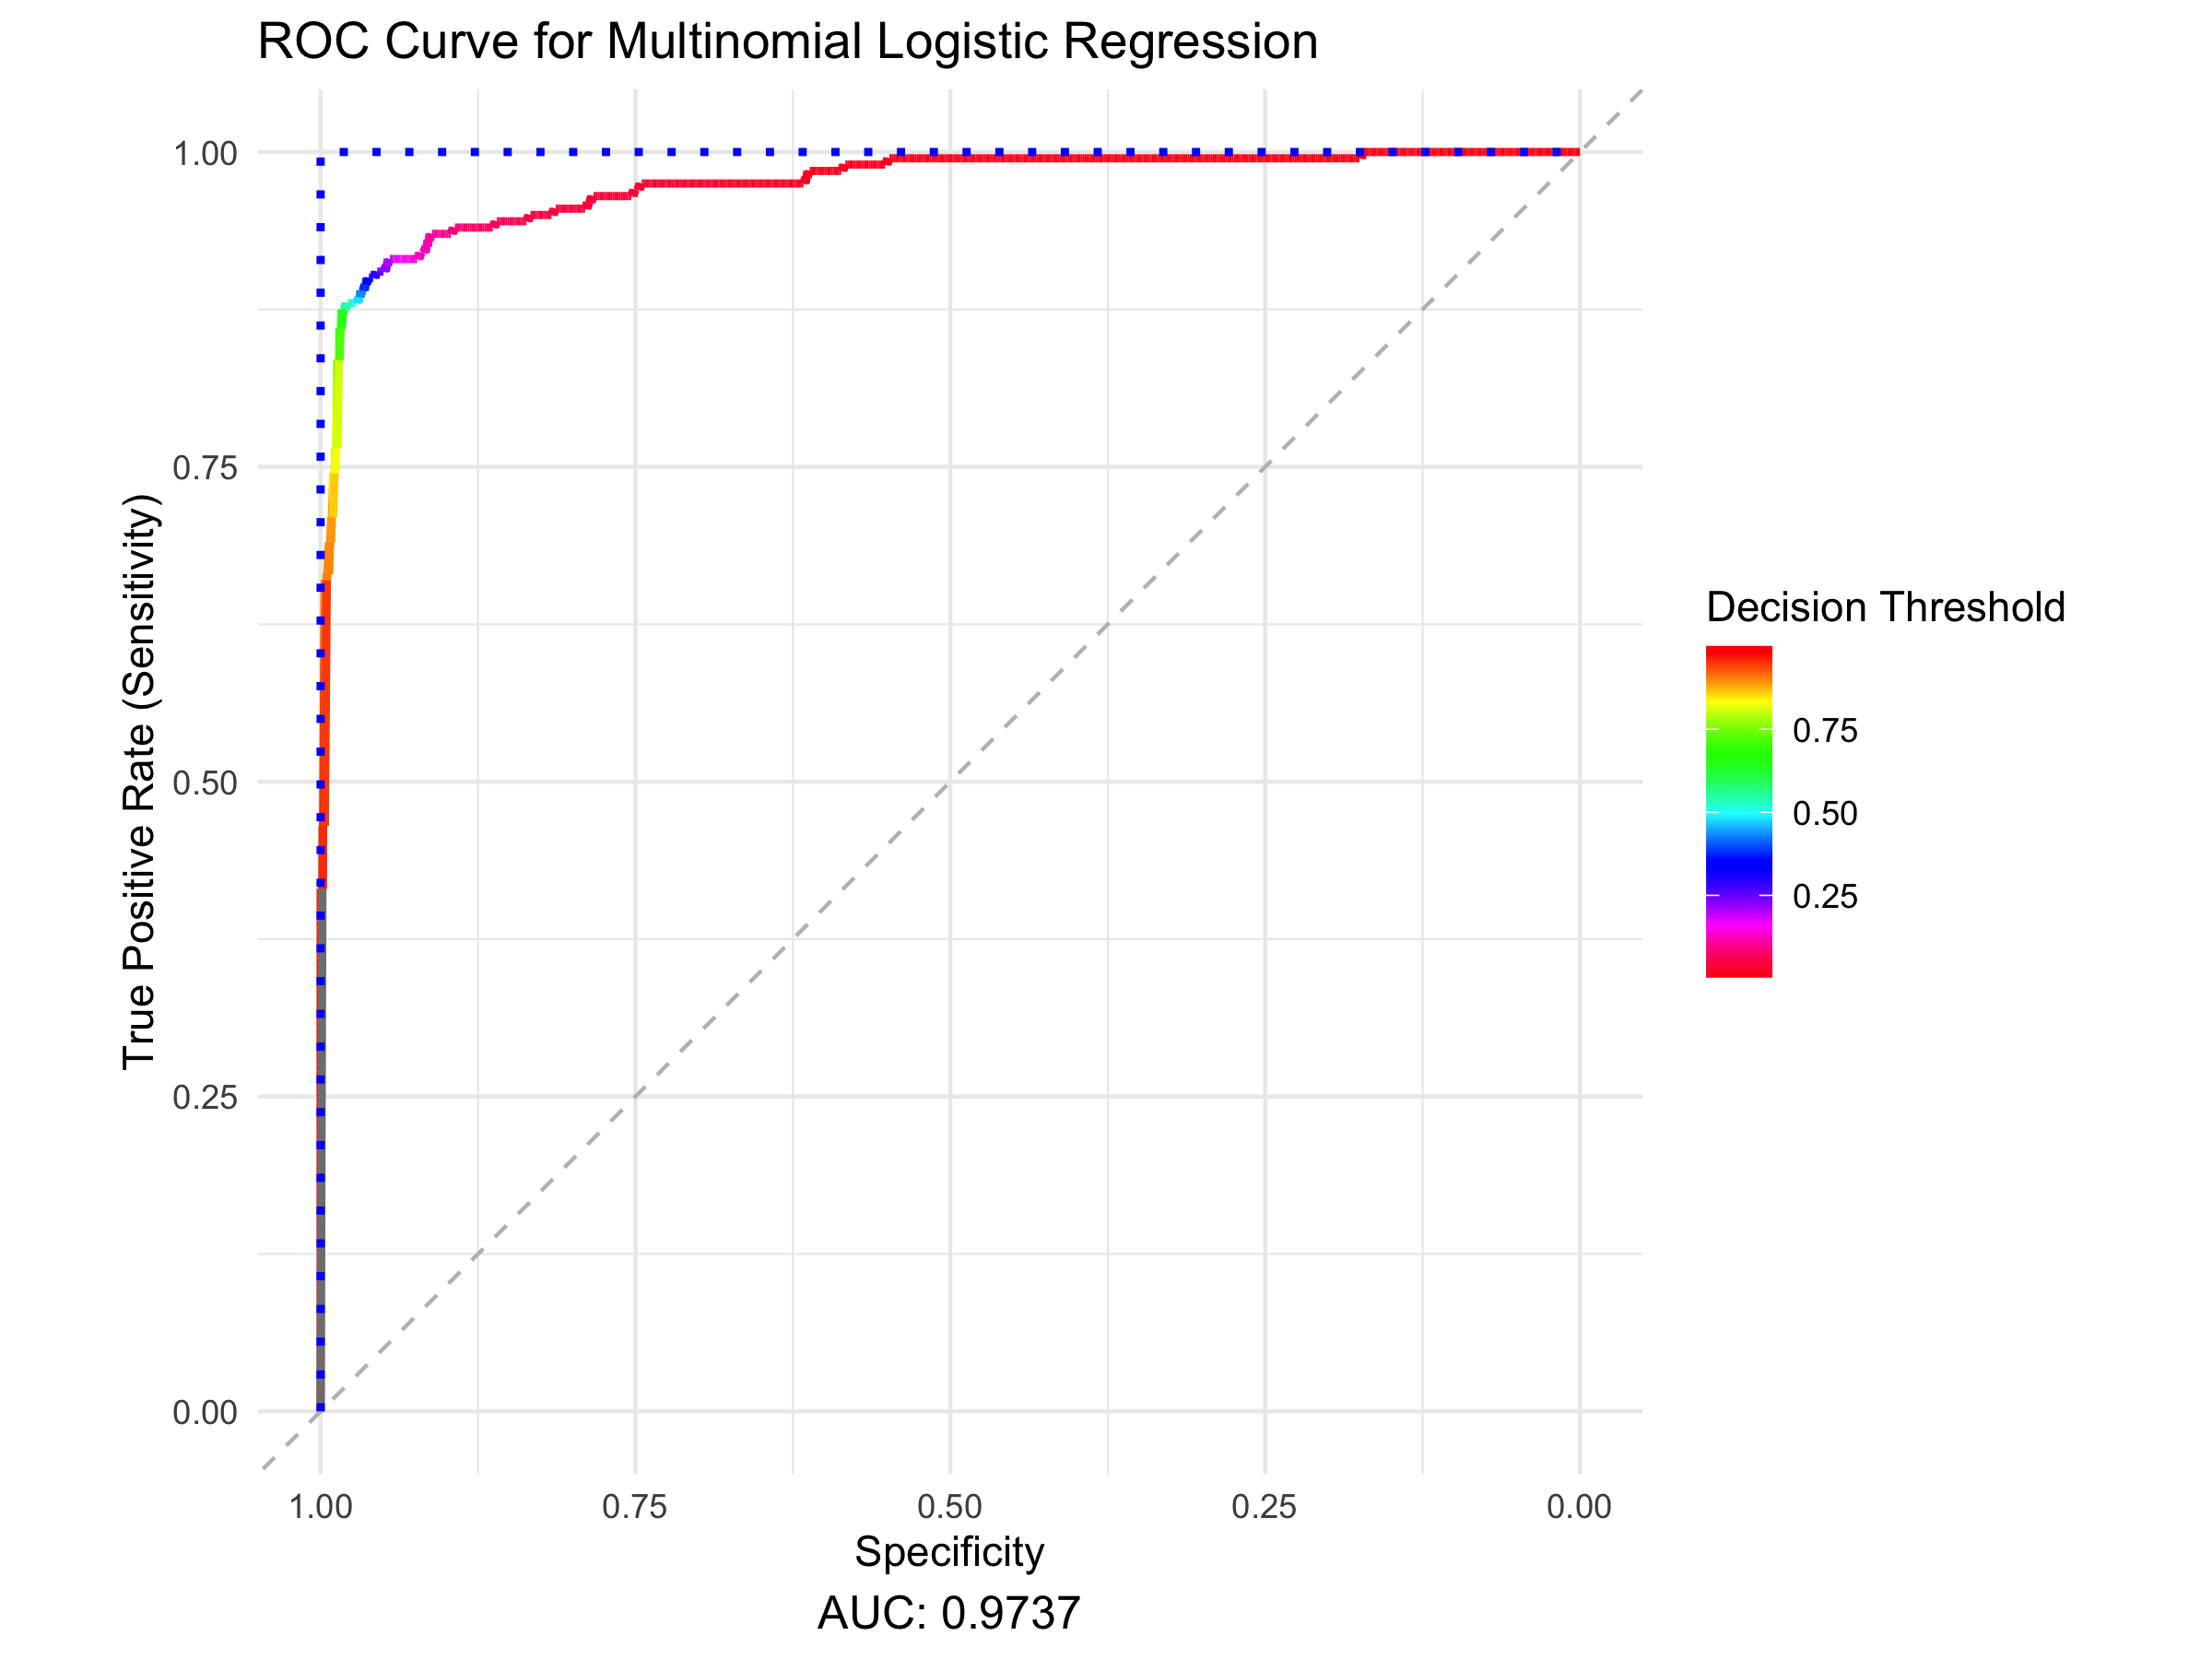 ROC Curve for Multinomial Logistic Regression
True Positive Rate (Sensitivity)
1.00
0.75
0.50
0.25
0.00
1.00 0.75 0.50 0.25 0.00
Specificity
AUC: 0.9737
Decision Threshold
0.75
0.50
0.25